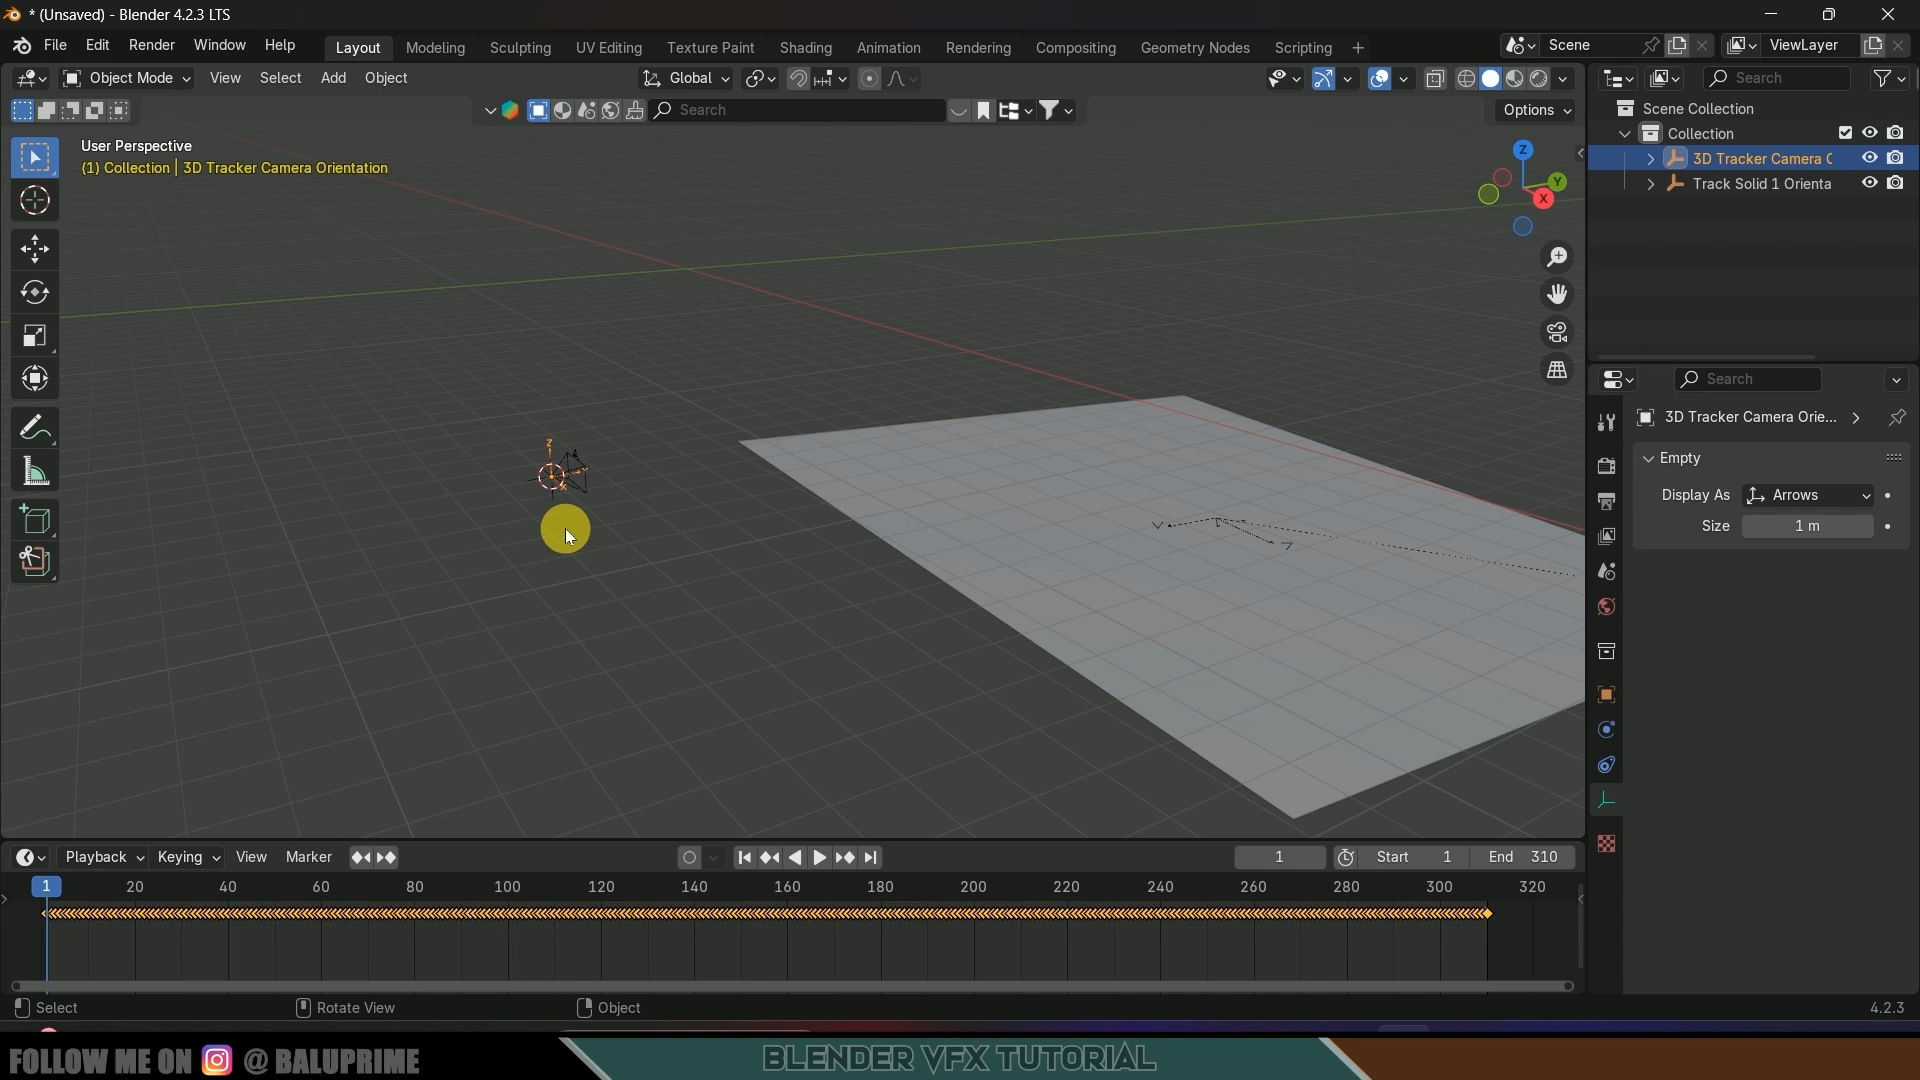 * (Unsaved) - Blender 4.2.3 LTS
File Edit Render Window Help Layout Modeling Sculpting UV Editing Texture Paint Shading Animation Rendering Compositing Geometry Nodes Scripting + Scene ViewLayer
Object Mode View Select Add Object Global Search
Search Options
User Perspective
(1) Collection | 3D Tracker Camera Orientation
Scene Collection
Collection
3D Tracker Camera C
Track Solid 1 Orienta
Z
Y
X
Search
3D Tracker Camera Orie...
Empty
Display As Arrows
Size 1 m
Z
Playback Keying View Marker 1 Start 1 End 310
1 20 40 60 80 100 120 140 160 180 200 220 240 260 280 300 320
Select Rotate View Object 4.2.3
FOLLOW ME ON @ BALUPRIME BLENDER VFX TUTORIAL